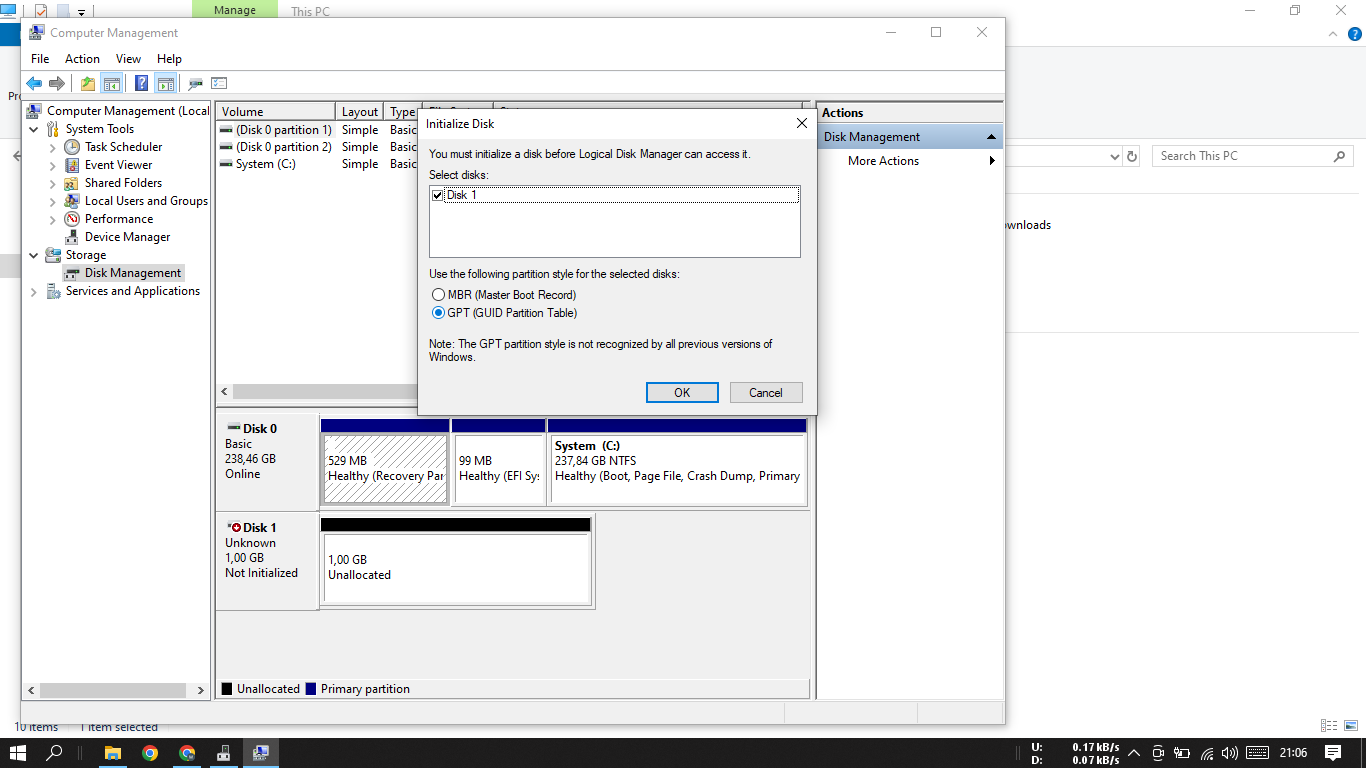 Manage
This PC
Computer Management
File Action View Help
Computer Management (Local
System Tools
Task Scheduler
Event Viewer
Shared Folders
Local Users and Groups
Performance
Device Manager
Storage
Disk Management
Services and Applications
Volume Layout Type
(Disk 0 partition 1) Simple Basic
(Disk 0 partition 2) Simple Basic
System (C:) Simple Basic
Initialize Disk
You must initialize a disk before Logical Disk Manager can access it.
Select disks:
Disk 1
Use the following partition style for the selected disks:
MBR (Master Boot Record)
GPT (GUID Partition Table)
Note: The GPT partition style is not recognized by all previous versions of
Windows.
OK Cancel
Actions
Disk Management
More Actions
Search This PC
wnloads
Disk 0
Basic
238,46 GB
Online
529 MB
Healthy (Recovery Par
99 MB
Healthy (EFI Sy
System (C:)
237,84 GB NTFS
Healthy (Boot, Page File, Crash Dump, Primary
Disk 1
Unknown
1,00 GB
Not Initialized
1,00 GB
Unallocated
Unallocated Primary partition
10 items 1 item selected
U: 0.17 kB/s
D: 0.07 kB/s
21:06